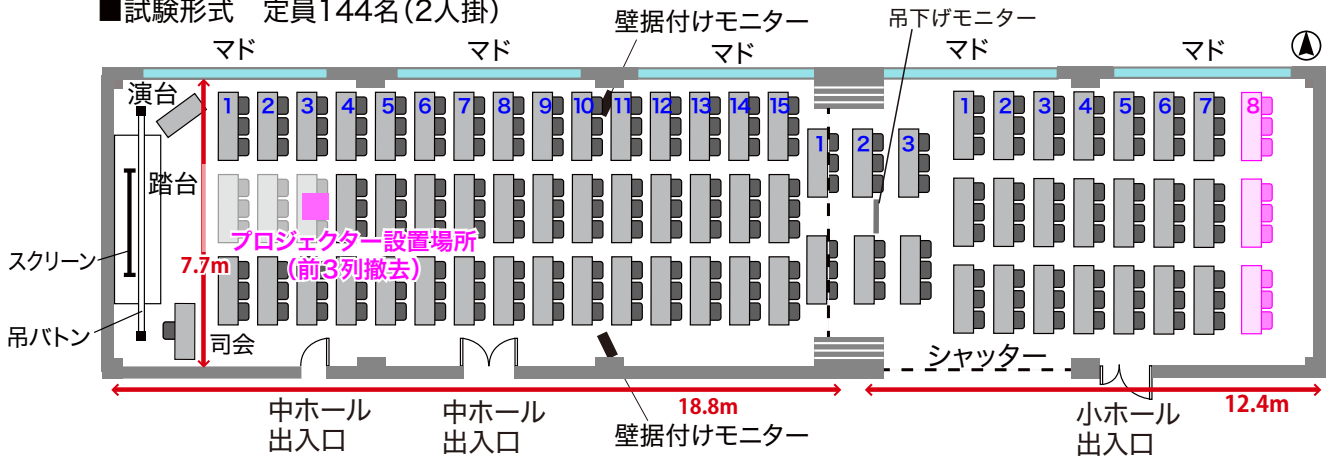 ■試験形式　定員144名(2人掛)
壁据付けモニター
吊下げモニター
マド
マド
マド
マド
マド
演台
1 2 3 4 5 6 7 8 9 10 11 12 13 14 15
1 2 3
1 2 3 4 5 6 7 8
踏台
プロジェクター設置場所
(前3列撤去)
スクリーン
7.7m
吊バトン
司会
シャッター
18.8m
12.4m
中ホール
出入口
中ホール
出入口
壁据付けモニター
小ホール
出入口